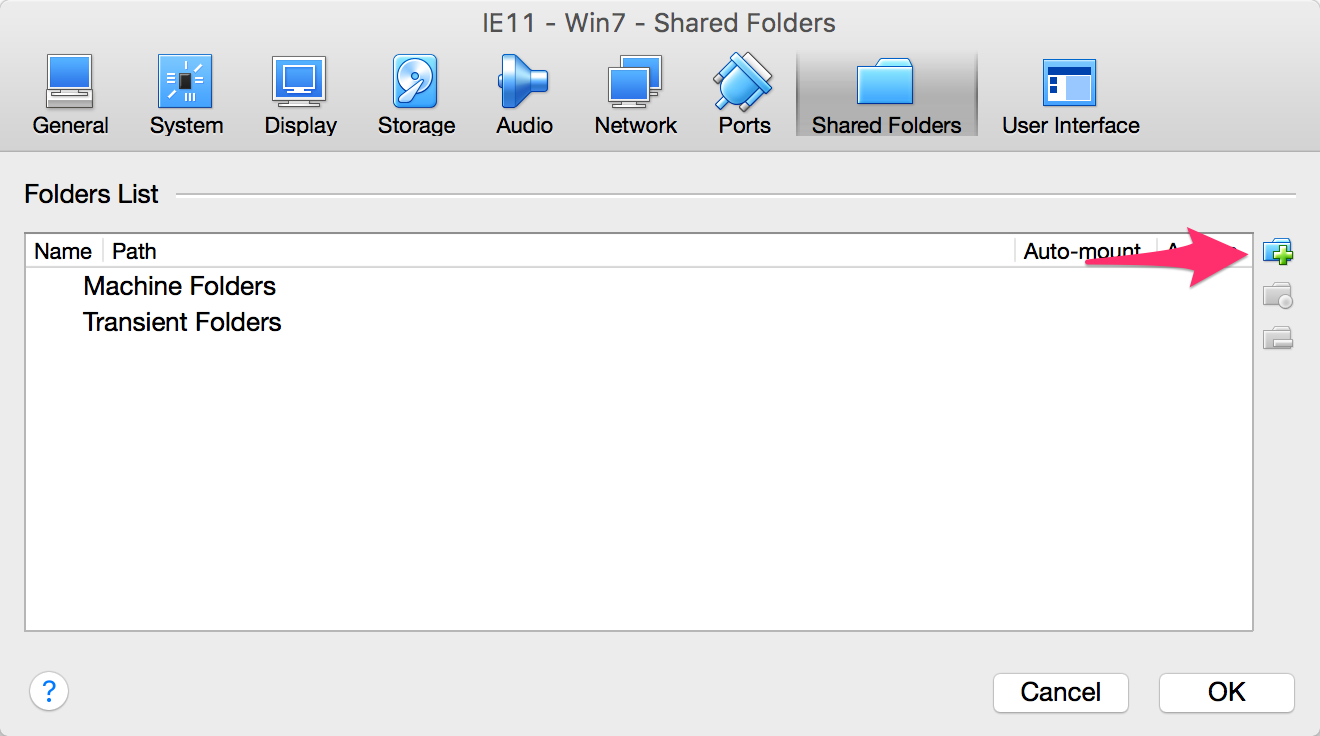 IE11 - Win7 - Shared Folders
General System Display Storage Audio Network Ports Shared Folders User Interface
Folders List
Name Path Auto-mount
Machine Folders
Transient Folders
?
Cancel OK